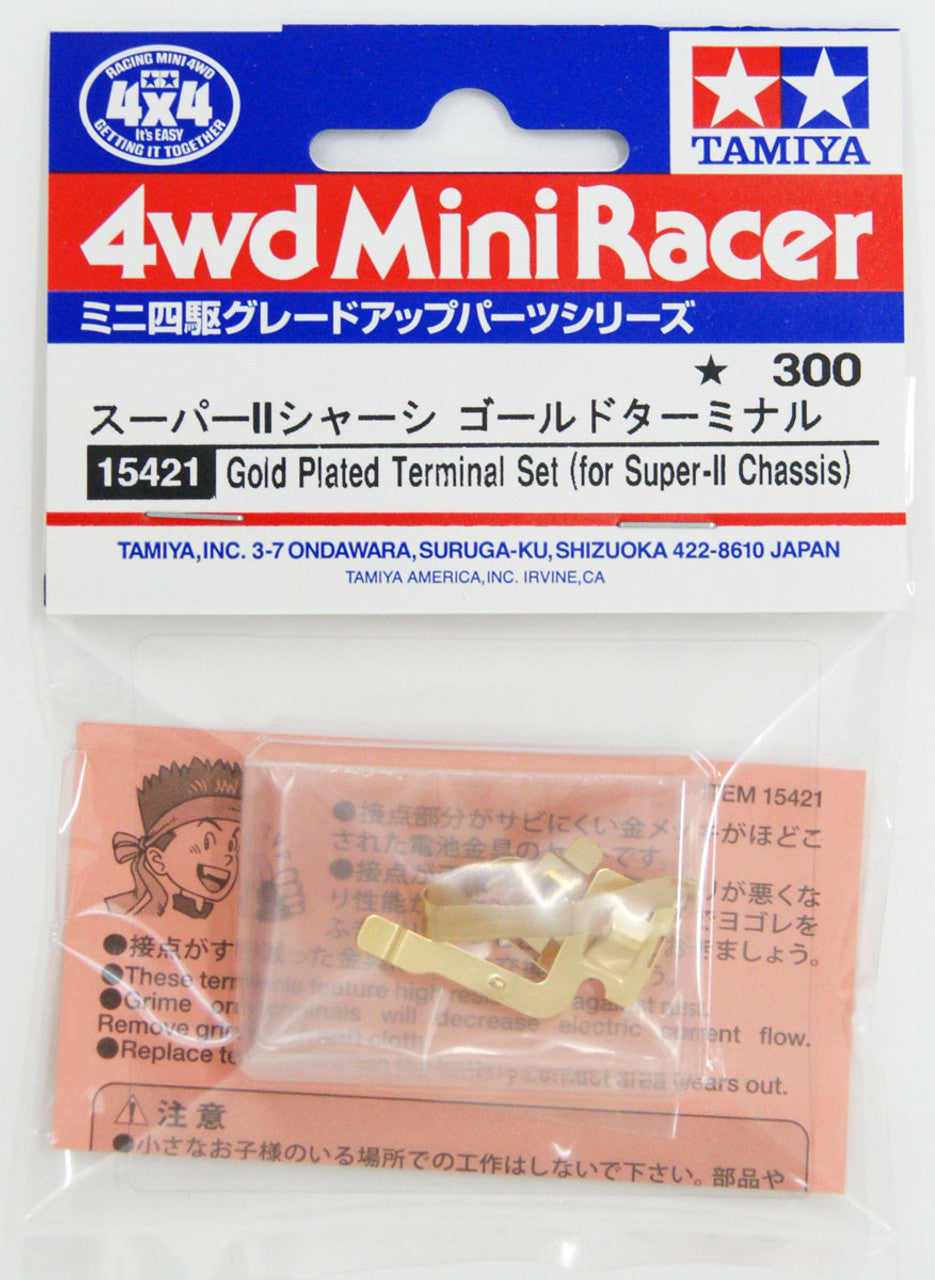 RACING MINI 4WD
4x4
It's EASY
GETTING IT TOGETHER
TAMIYA
4wd Mini Racer
ミニ四駆グレードアップパーツシリーズ
★ 300
スーパーIIシャーシ ゴールドターミナル
15421 Gold Plated Terminal Set (for Super-II Chassis)
TAMIYA, INC. 3-7 ONDAWARA, SURUGA-KU, SHIZUOKA 422-8610 JAPAN
TAMIYA AMERICA, INC. IRVINE, CA
ITEM 15421
●接点部分がサビにくい金メッキがほどこ
された電池金具のセットです。
●接点が
り性能が
りが悪くな
でヨゴレを
ましょう。
●接点がす
●These terminals feature high against rust.
●Grime or terminals will decrease electric current flow.
Remove
●Replace contact area wears out.
注意
●小さなお子様のいる場所での工作はしないで下さい。部品や